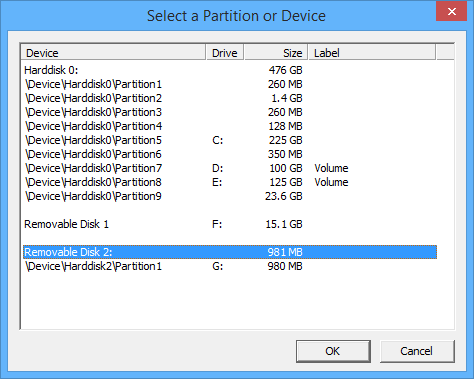 Select a Partition or Device
Device Drive Size Label
Harddisk 0: 476 GB
\Device\Harddisk0\Partition1 260 MB
\Device\Harddisk0\Partition2 1.4 GB
\Device\Harddisk0\Partition3 260 MB
\Device\Harddisk0\Partition4 128 MB
\Device\Harddisk0\Partition5 C: 225 GB
\Device\Harddisk0\Partition6 350 MB
\Device\Harddisk0\Partition7 D: 100 GB Volume
\Device\Harddisk0\Partition8 E: 125 GB Volume
\Device\Harddisk0\Partition9 23.6 GB
Removable Disk 1 F: 15.1 GB
Removable Disk 2: 981 MB
\Device\Harddisk2\Partition1 G: 980 MB
OK Cancel